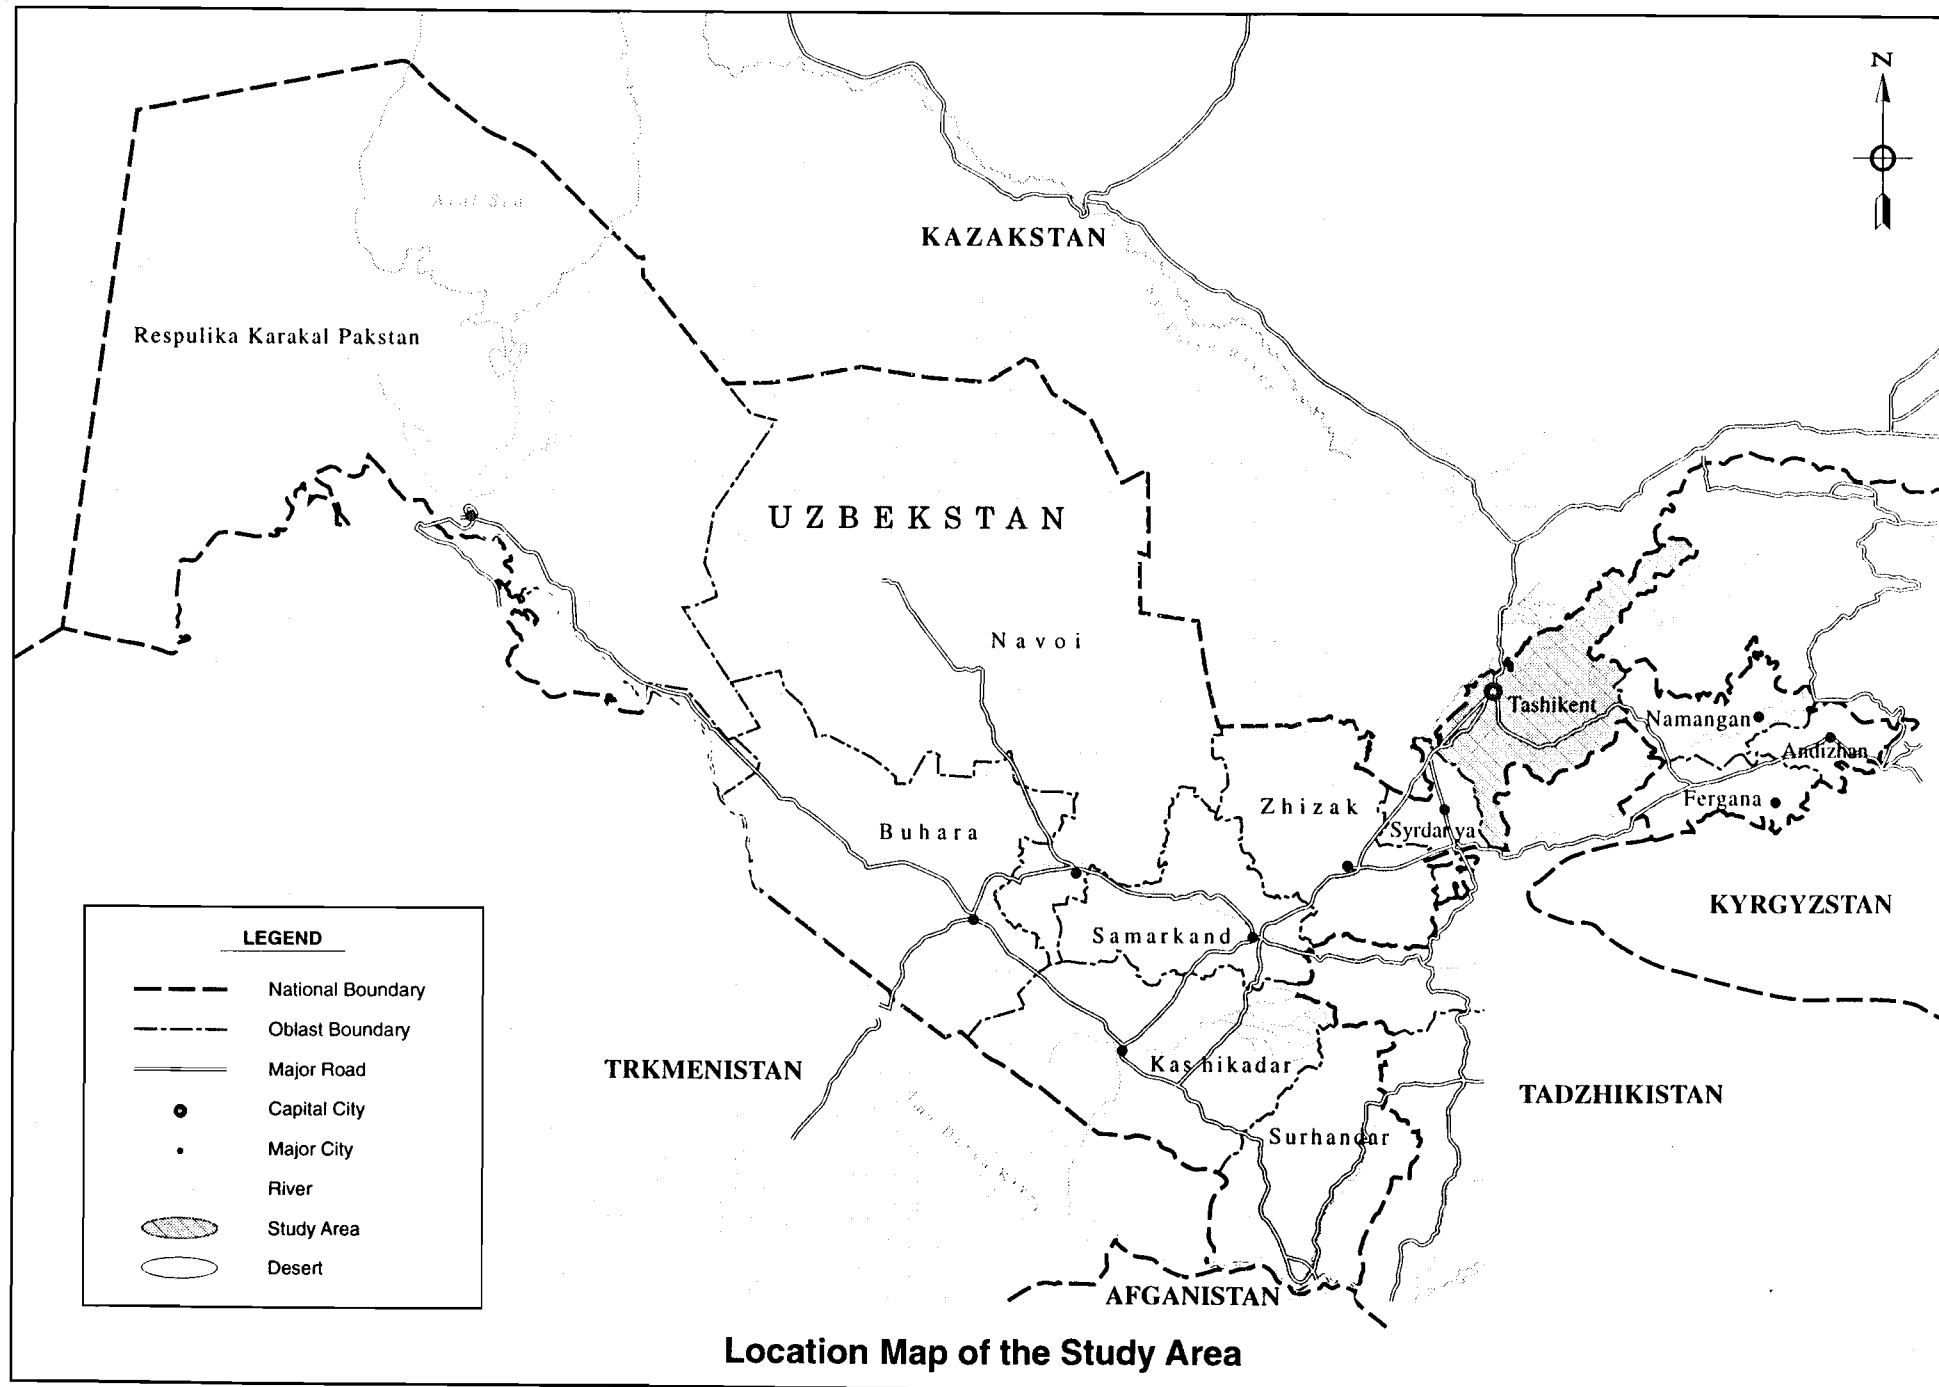 N
Aral Sea
KAZAKSTAN
Respulika Karakal Pakstan
UZBEKSTAN
Navoi
Tashikent
Namangan
Andizhan
Fergana
Zhizak
Syrdarya
Buhara
Samarkand
KYRGYZSTAN
Kashikadar
TRKMENISTAN
TADZHIKISTAN
Surhandar
AFGANISTAN
LEGEND
National Boundary
Oblast Boundary
Major Road
Capital City
Major City
River
Study Area
Desert
Location Map of the Study Area